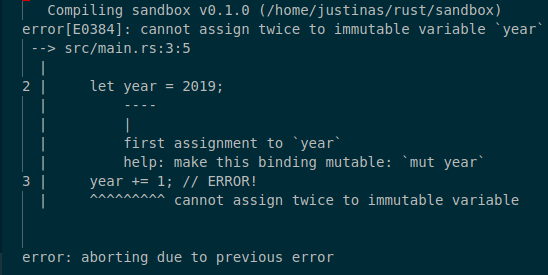 Compiling sandbox v0.1.0 (/home/justinas/rust/sandbox)
error[E0384]: cannot assign twice to immutable variable `year`
 --> src/main.rs:3:5
  |
2 |     let year = 2019;
  |         ----
  |         |
  |         first assignment to `year`
  |         help: make this binding mutable: `mut year`
3 |     year += 1; // ERROR!
  |     ^^^^^^^^^ cannot assign twice to immutable variable
error: aborting due to previous error